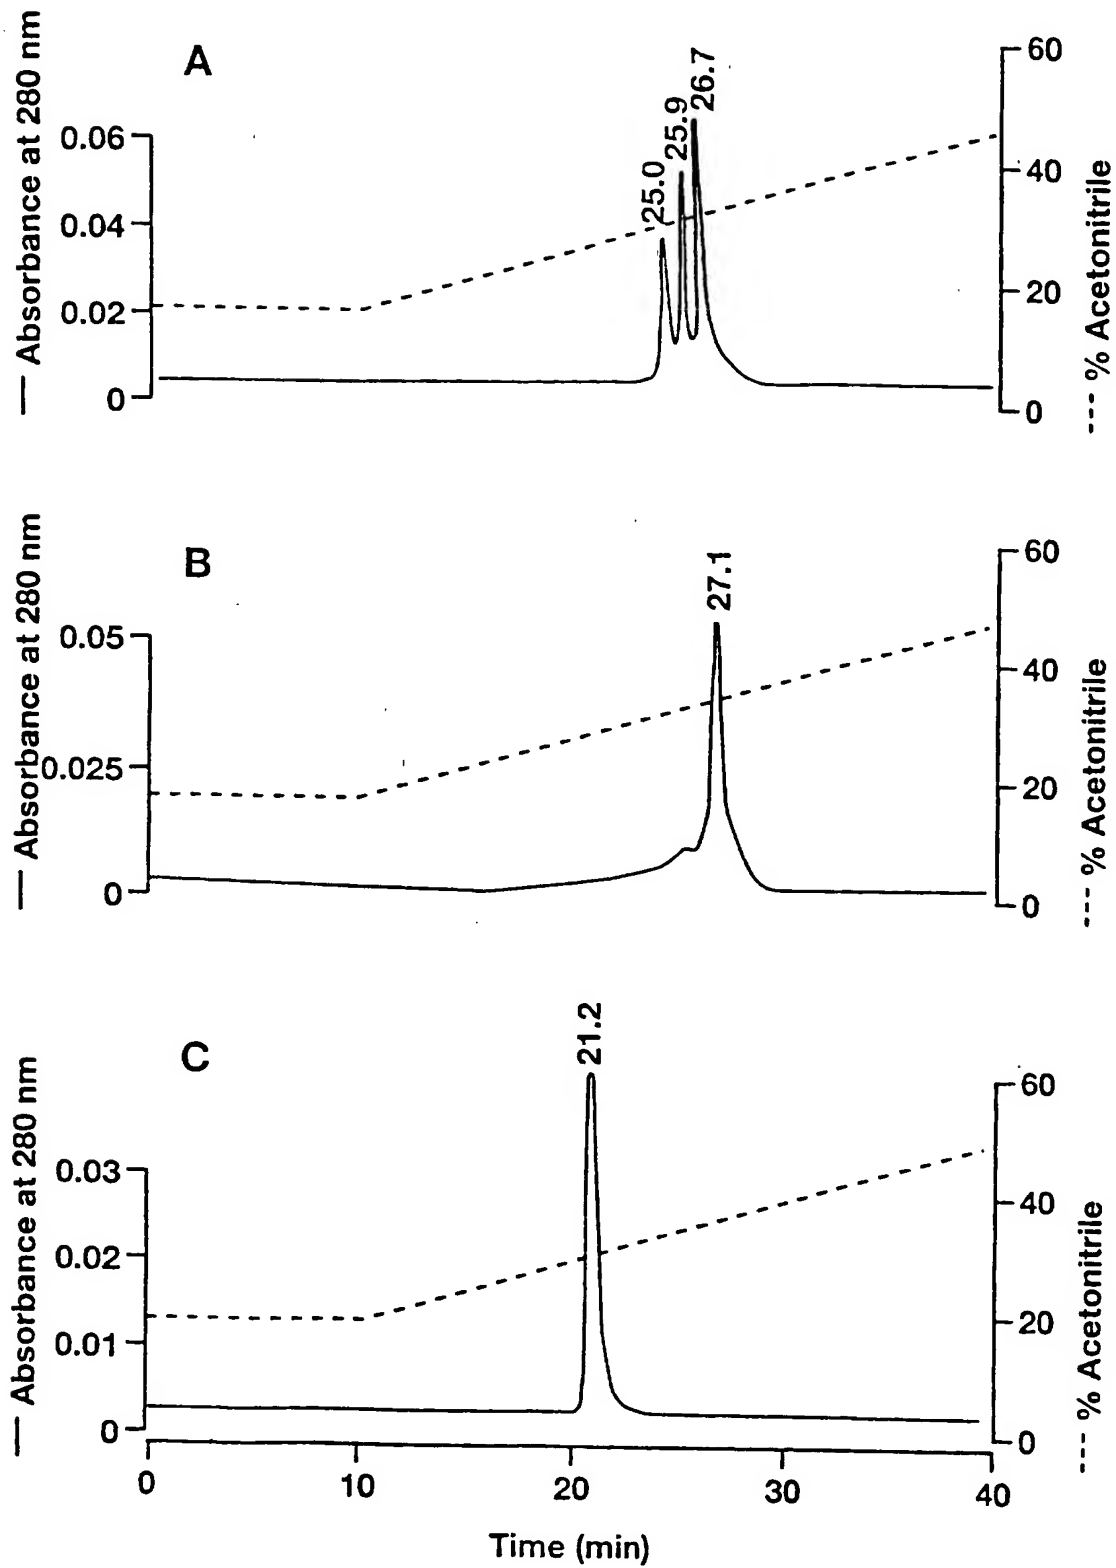 A
— Absorbance at 280 nm
0.06
0.04
0.02
0
25.0
25.9
26.7
60
40
20
0
--- % Acetonitrile
B
— Absorbance at 280 nm
0.05
0.025
0
27.1
60
40
20
0
--- % Acetonitrile
C
— Absorbance at 280 nm
0.03
0.02
0.01
0
21.2
60
40
20
0
--- % Acetonitrile
0 10 20 30 40
Time (min)